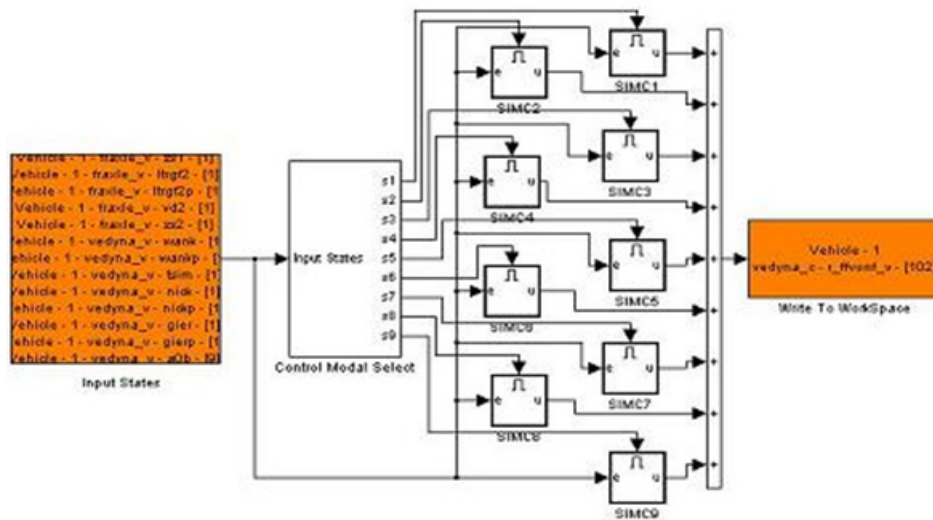 SIMC1
SIMC2
SIMC3
SIMC4
SIMC5
SIMC6
SIMC7
SIMC8
SIMC9
e
u
e
u
e
u
e
u
e
u
e
u
e
u
e
u
e
u
+
+
+
+
+
+
+
+
+
Vehicle - 1 - fraxle_v - zs1 - [1]
Vehicle - 1 - fraxle_v - ltrgf2 - [1]
Vehicle - 1 - fraxle_v - ltrgf2p - [1]
Vehicle - 1 - fraxle_v - vd2 - [1]
Vehicle - 1 - fraxle_v - zs2 - [1]
Vehicle - 1 - vedyna_v - wank - [1]
Vehicle - 1 - vedyna_v - wankp - [1]
Vehicle - 1 - vedyna_v - tslim - [1]
Vehicle - 1 - vedyna_v - nick - [1]
Vehicle - 1 - vedyna_v - nickp - [1]
Vehicle - 1 - vedyna_v - gier - [1]
Vehicle - 1 - vedyna_v - gierp - [1]
Vehicle - 1 - vedyna_v - a0b - [9]
Input States
Input States
s1
s2
s3
s4
s5
s6
s7
s8
s9
Control Modal Select
Vehicle - 1
Write To WorkSpace